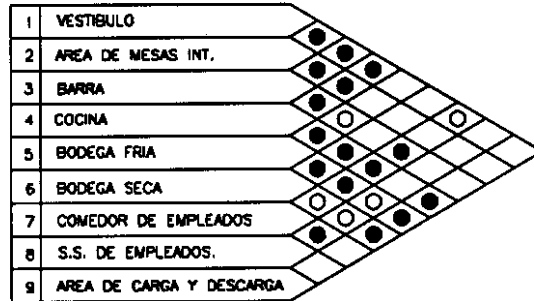 1 VESTIBULO
2 AREA DE MESAS INT.
3 BARRA
4 COCINA
5 BODEGA FRIA
6 BODEGA SECA
7 COMEDOR DE EMPLEADOS
8 S.S. DE EMPLEADOS.
9 AREA DE CARGA Y DESCARGA